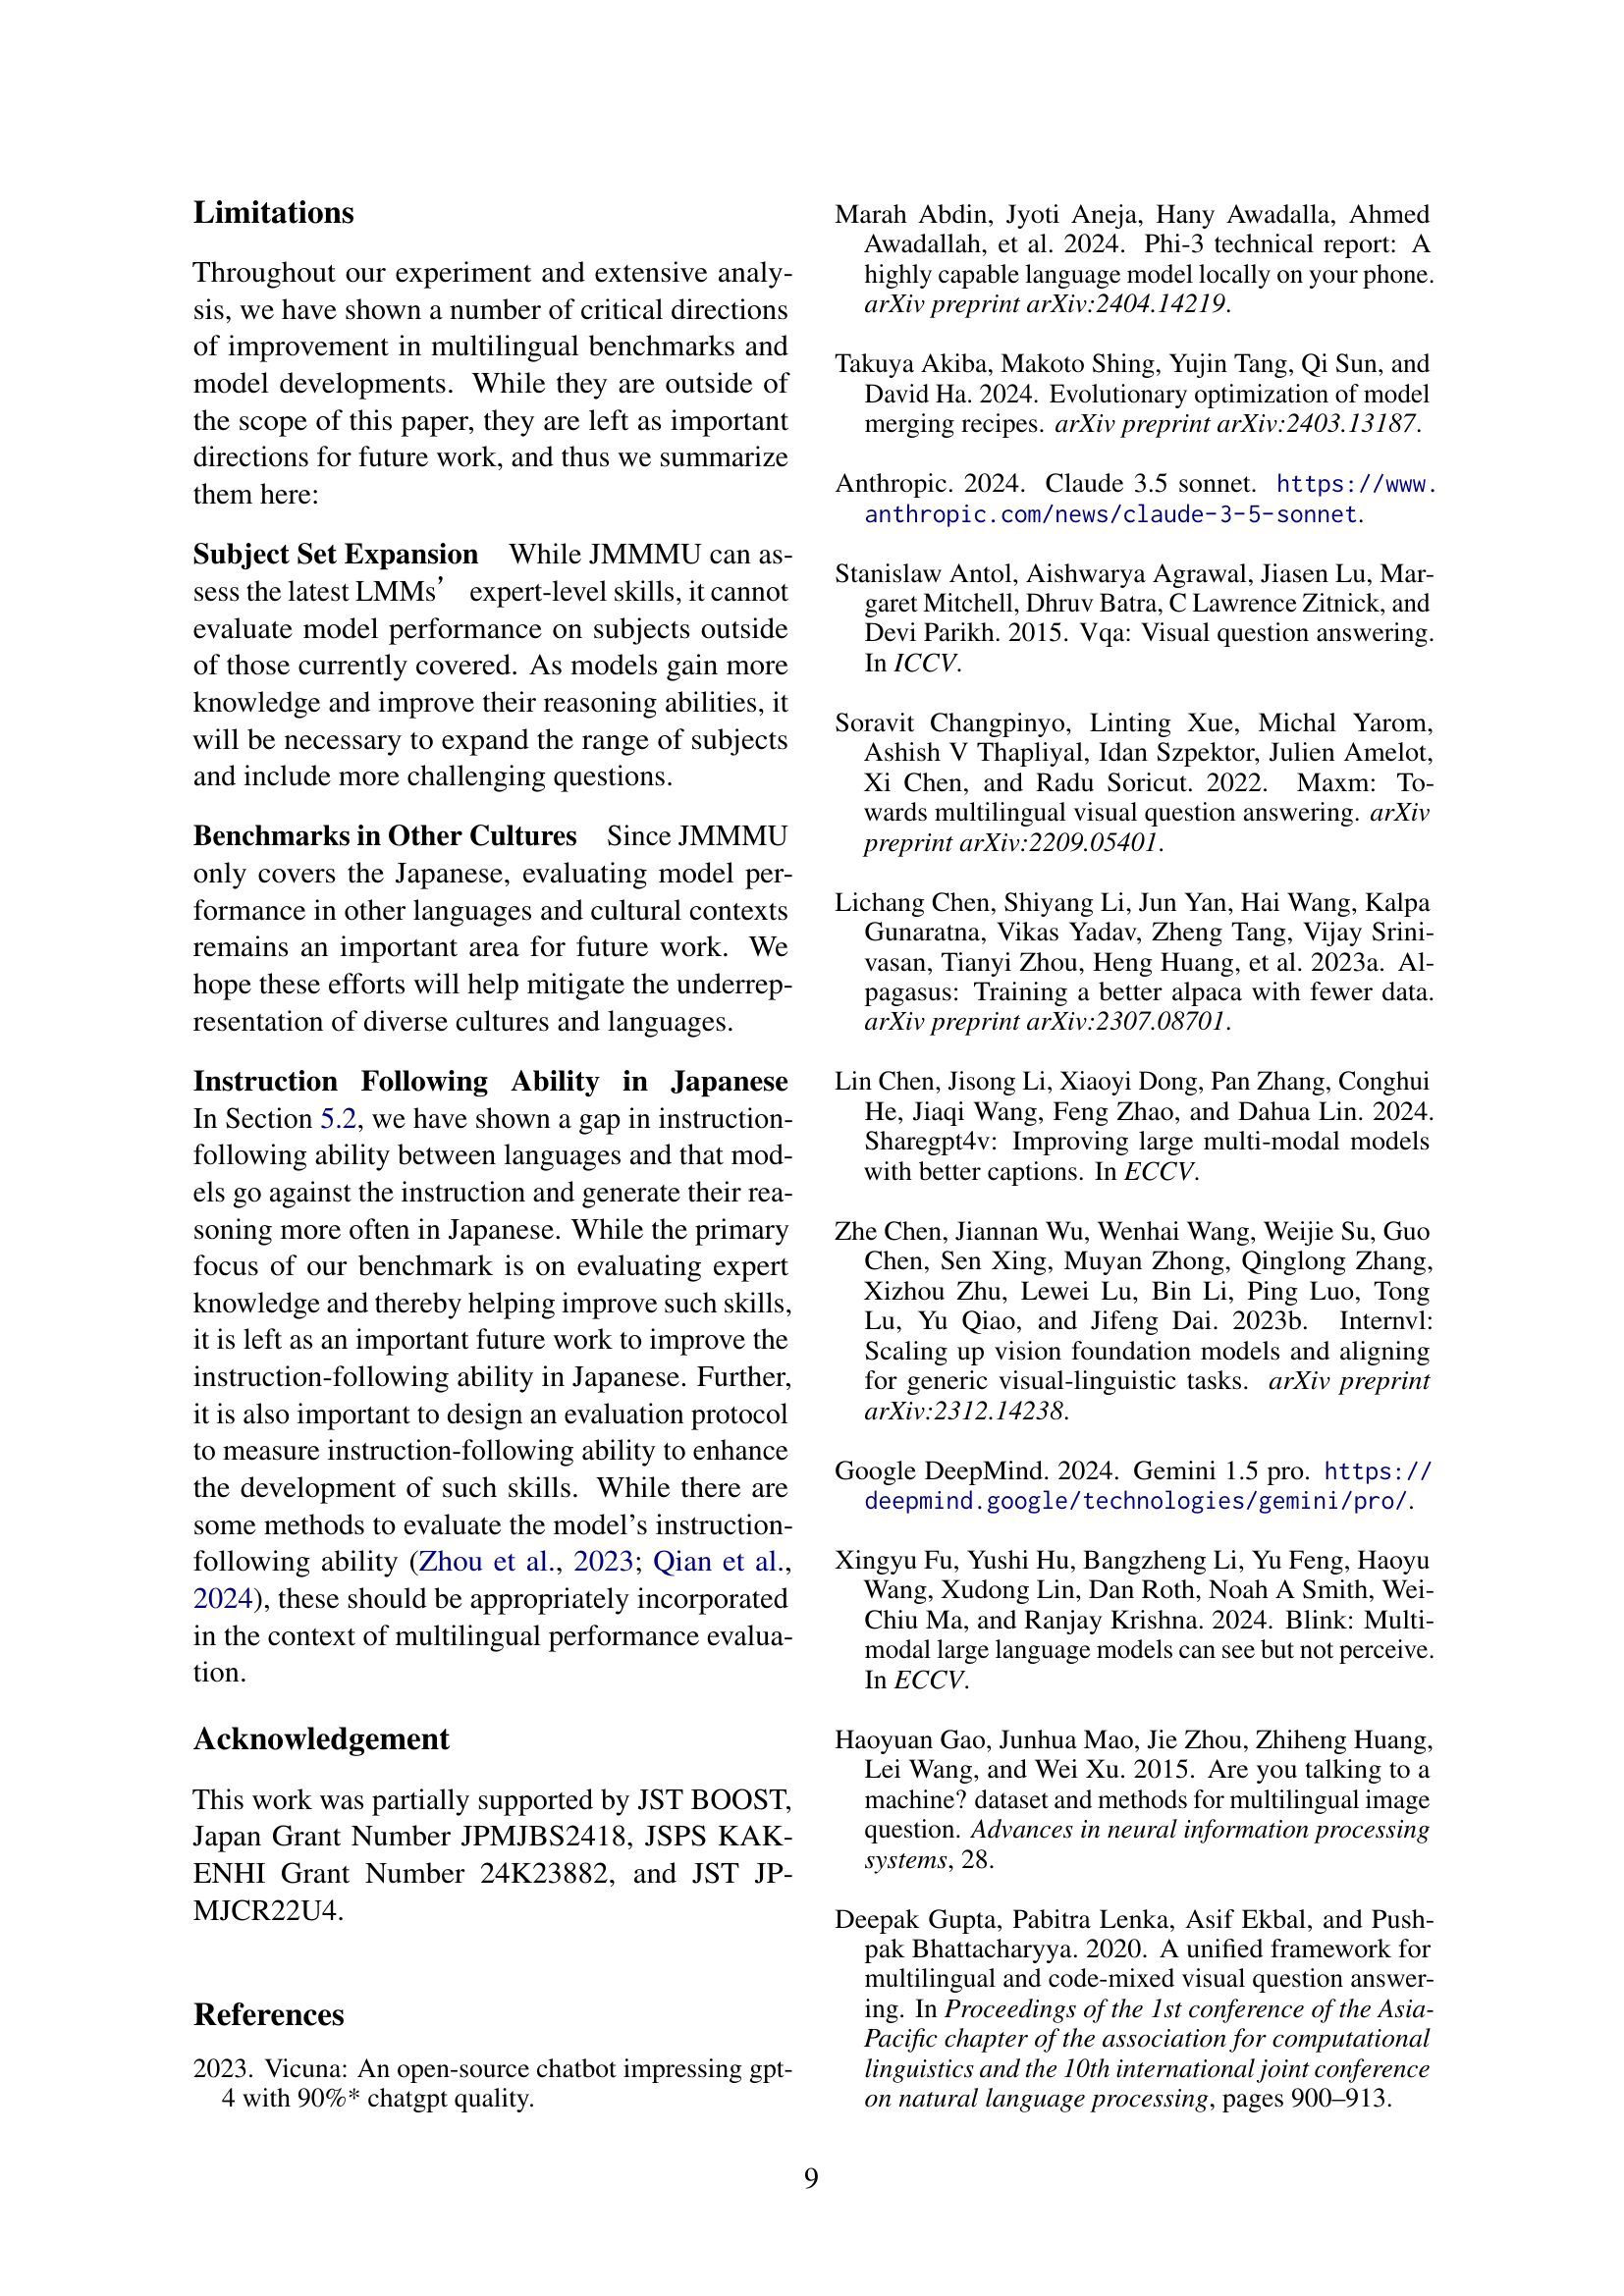 Limitations
Throughout our experiment and extensive analy-
sis, we have shown a number of critical directions
of improvement in multilingual benchmarks and
model developments. While they are outside of
the scope of this paper, they are left as important
directions for future work, and thus we summarize
them here:
Subject Set Expansion While JMMMU can as-
sess the latest LMMs’ expert-level skills, it cannot
evaluate model performance on subjects outside
of those currently covered. As models gain more
knowledge and improve their reasoning abilities, it
will be necessary to expand the range of subjects
and include more challenging questions.
Benchmarks in Other Cultures Since JMMMU
only covers the Japanese, evaluating model per-
formance in other languages and cultural contexts
remains an important area for future work. We
hope these efforts will help mitigate the underrep-
resentation of diverse cultures and languages.
Instruction Following Ability in Japanese
In Section 5.2, we have shown a gap in instruction-
following ability between languages and that mod-
els go against the instruction and generate their rea-
soning more often in Japanese. While the primary
focus of our benchmark is on evaluating expert
knowledge and thereby helping improve such skills,
it is left as an important future work to improve the
instruction-following ability in Japanese. Further,
it is also important to design an evaluation protocol
to measure instruction-following ability to enhance
the development of such skills. While there are
some methods to evaluate the model's instruction-
following ability (Zhou et al., 2023; Qian et al.,
2024), these should be appropriately incorporated
in the context of multilingual performance evalua-
tion.
Acknowledgement
This work was partially supported by JST BOOST,
Japan Grant Number JPMJBS2418, JSPS KAK-
ENHI Grant Number 24K23882, and JST JP-
MJCR22U4.
References
2023. Vicuna: An open-source chatbot impressing gpt-
4 with 90%* chatgpt quality.
Marah Abdin, Jyoti Aneja, Hany Awadalla, Ahmed
Awadallah, et al. 2024. Phi-3 technical report: A
highly capable language model locally on your phone.
arXiv preprint arXiv:2404.14219.
Takuya Akiba, Makoto Shing, Yujin Tang, Qi Sun, and
David Ha. 2024. Evolutionary optimization of model
merging recipes. arXiv preprint arXiv:2403.13187.
Anthropic. 2024. Claude 3.5 sonnet. https://www.
anthropic.com/news/claude-3-5-sonnet.
Stanislaw Antol, Aishwarya Agrawal, Jiasen Lu, Mar-
garet Mitchell, Dhruv Batra, C Lawrence Zitnick, and
Devi Parikh. 2015. Vqa: Visual question answering.
In ICCV.
Soravit Changpinyo, Linting Xue, Michal Yarom,
Ashish V Thapliyal, Idan Szpektor, Julien Amelot,
Xi Chen, and Radu Soricut. 2022. Maxm: To-
wards multilingual visual question answering. arXiv
preprint arXiv:2209.05401.
Lichang Chen, Shiyang Li, Jun Yan, Hai Wang, Kalpa
Gunaratna, Vikas Yadav, Zheng Tang, Vijay Srini-
vasan, Tianyi Zhou, Heng Huang, et al. 2023a. Al-
pagasus: Training a better alpaca with fewer data.
arXiv preprint arXiv:2307.08701.
Lin Chen, Jisong Li, Xiaoyi Dong, Pan Zhang, Conghui
He, Jiaqi Wang, Feng Zhao, and Dahua Lin. 2024.
Sharegpt4v: Improving large multi-modal models
with better captions. In ECCV.
Zhe Chen, Jiannan Wu, Wenhai Wang, Weijie Su, Guo
Chen, Sen Xing, Muyan Zhong, Qinglong Zhang,
Xizhou Zhu, Lewei Lu, Bin Li, Ping Luo, Tong
Lu, Yu Qiao, and Jifeng Dai. 2023b. Internvl:
Scaling up vision foundation models and aligning
for generic visual-linguistic tasks. arXiv preprint
arXiv:2312.14238.
Google DeepMind. 2024. Gemini 1.5 pro. https://
deepmind.google/technologies/gemini/pro/.
Xingyu Fu, Yushi Hu, Bangzheng Li, Yu Feng, Haoyu
Wang, Xudong Lin, Dan Roth, Noah A Smith, Wei-
Chiu Ma, and Ranjay Krishna. 2024. Blink: Multi-
modal large language models can see but not perceive.
In ECCV.
Haoyuan Gao, Junhua Mao, Jie Zhou, Zhiheng Huang,
Lei Wang, and Wei Xu. 2015. Are you talking to a
machine? dataset and methods for multilingual image
question. Advances in neural information processing
systems, 28.
Deepak Gupta, Pabitra Lenka, Asif Ekbal, and Push-
pak Bhattacharyya. 2020. A unified framework for
multilingual and code-mixed visual question answer-
ing. In Proceedings of the 1st conference of the Asia-
Pacific chapter of the association for computational
linguistics and the 10th international joint conference
on natural language processing, pages 900–913.
9